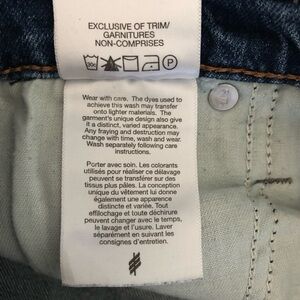 EXCLUSIVE OF TRIM/
GARNITURES
NON-COMPRISES
Wear with care. The dyes used to
achieve this wash may transfer
onto lighter materials. The
garment's unique design also give
it a distinct, varied appearance.
Any fraying and destruction may
change with time, wash and wear.
Wash separately following care
instructions.
Porter avec soin. Les colorants
utilisés pour réaliser ce délavage
peuvent se transférer sur des
tissus plus pâles. La conception
unique du vêtement lui donne
également une apparence
distincte et variée. Tout
effilochage et toute déchirure
peuvent changer avec le temps,
le lavage et l'usure. Laver
séparément en suivant les
consignes d'entretien.